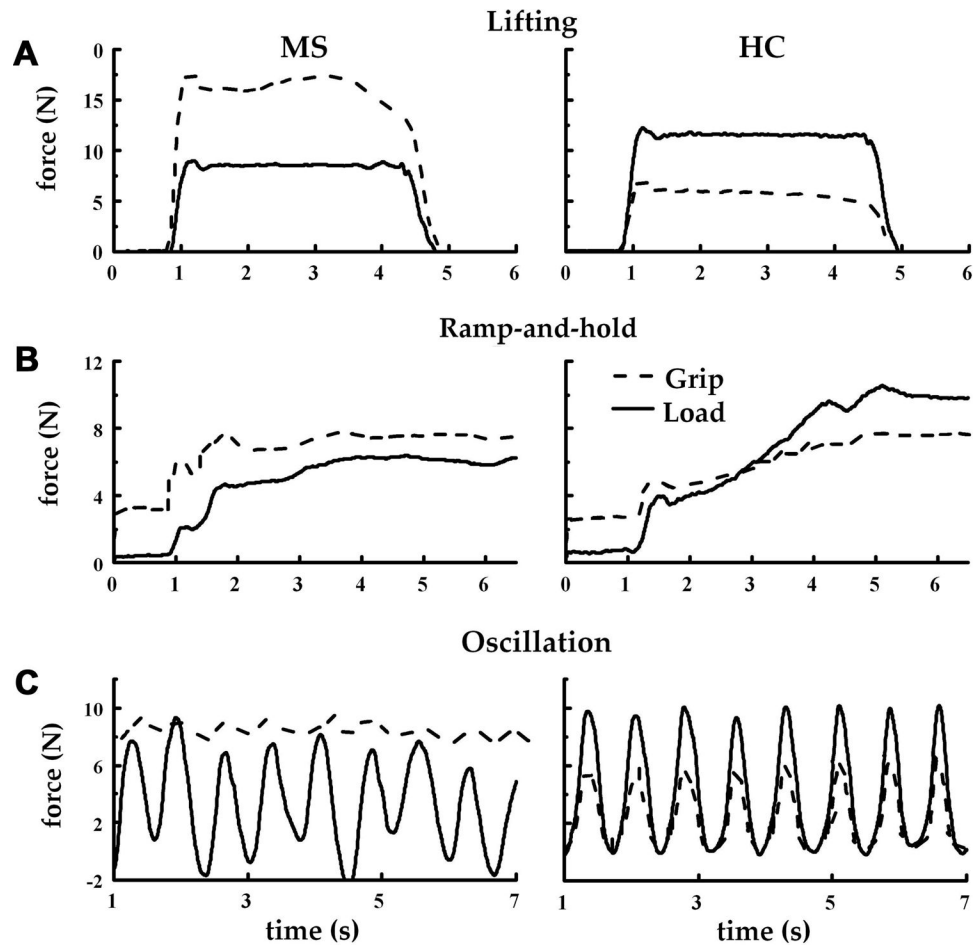 Lifting
A MS HC
force (N)
0
15
10
5
0
0 1 2 3 4 5 6
0 1 2 3 4 5 6
Ramp-and-hold
B
force (N)
12
8
4
0
Grip
Load
0 1 2 3 4 5 6
0 1 2 3 4 5 6
Oscillation
C
force (N)
10
6
2
-2
1 3 5 7
1 3 5 7
time (s) time (s)